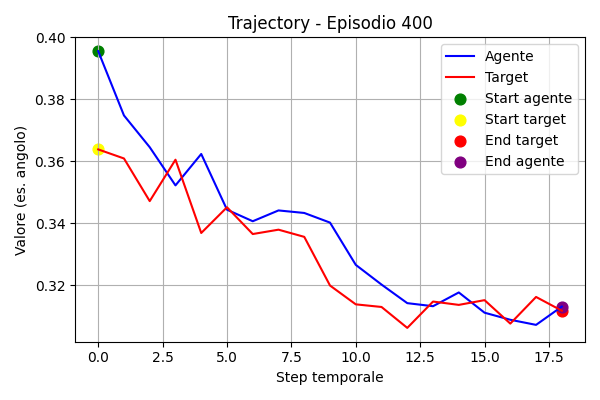 Trajectory - Episodio 400
Agente
Target
Start agente
Start target
End target
End agente
Valore (es. angolo)
0.40
0.38
0.36
0.34
0.32
0.0 2.5 5.0 7.5 10.0 12.5 15.0 17.5
Step temporale